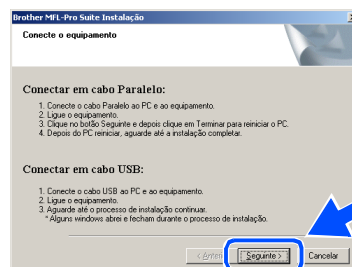 Brother MFL-Pro Suite Instalação
Conecte o equipamento
Conectar em cabo Paralelo:
1. Conecte o cabo Paralelo ao PC e ao equipamento.
2. Ligue o equipamento.
3. Clique no botão Seguinte e depois clique em Terminar para reiniciar o PC.
4. Depois do PC reiniciar, aguarde até a instalação completar.
Conectar em cabo USB:
1. Conecte o cabo USB ao PC e ao equipamento.
2. Ligue o equipamento.
3. Aguarde até o processo de instalação continuar.
* Alguns windows abrei e fecham durante o processo de instalação.
Seguinte > Cancelar